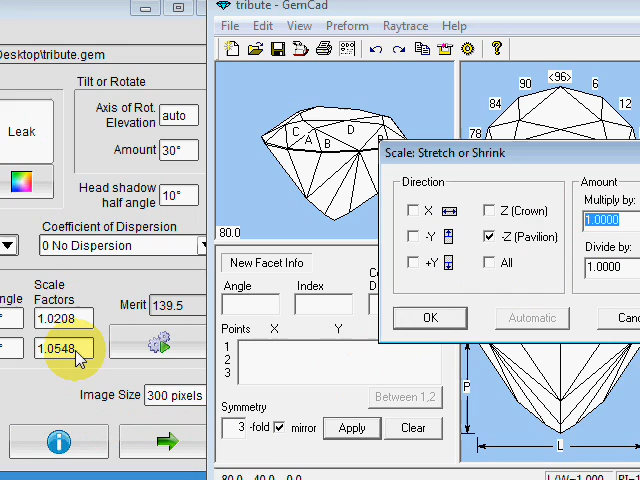 tribute - GemCad
File Edit View Preform Raytrace Help
Desktop\tribute.gem
Tilt or Rotate
Axis of Rot.
Elevation auto
Leak
Amount 30°
Head shadow
half angle 10°
Coefficient of Dispersion
0 No Dispersion
Scale
Factors
1.0208
1.0548
Merit 139.5
Image Size 300 pixels
C D
A B
80.0
<96>
90 6
84 12
78
Scale: Stretch or Shrink
Direction
X Z (Crown)
-Y -Z (Pavilion)
+Y All
Amount
Multiply by:
1.0000
Divide by:
1.0000
OK Automatic
New Facet Info
Angle Index
Points X Y
1
2
3
Between 1,2
Symmetry
3 -fold mirror Apply Clear
P
L